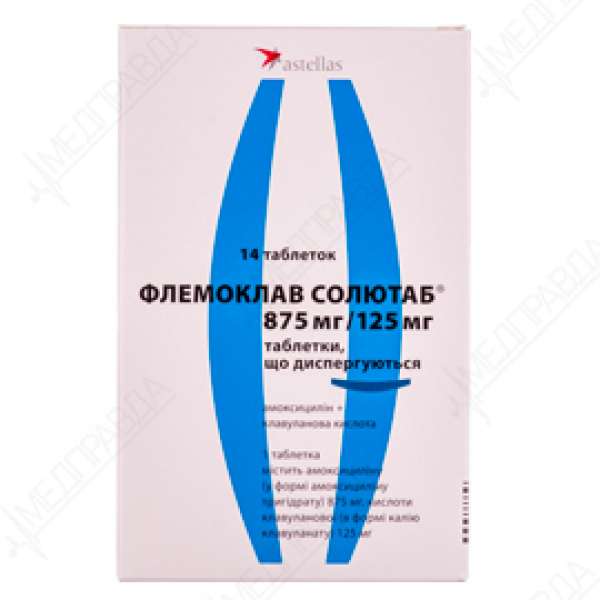 astellas
14 таблеток
ФЛЕМОКЛАВ СОЛЮТАБ®
875 мг/125 мг
таблетки,
що диспергуються
амоксицилін +
клавуланова кислота
1 таблетка
містить амоксициліну
(у формі амоксициліну
тригідрату) 875 мг, кислоти
клавуланової (в формі калію
клавуланату) 125 мг
МЕДПРАВДА